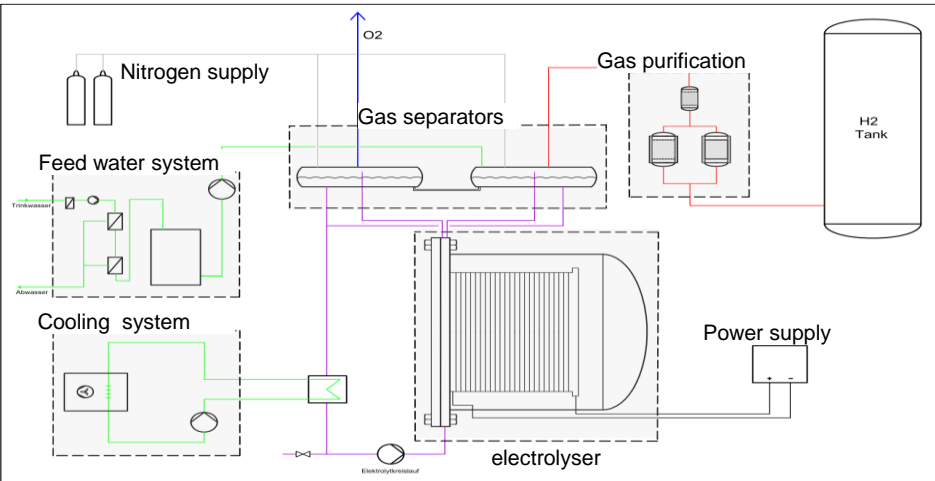 O2
Nitrogen supply
Gas purification
Gas separators
H2
Tank
Feed water system
Trinkwasser
Abwasser
Cooling system
Power supply
+ −
electrolyser
Elektrolytkreislauf